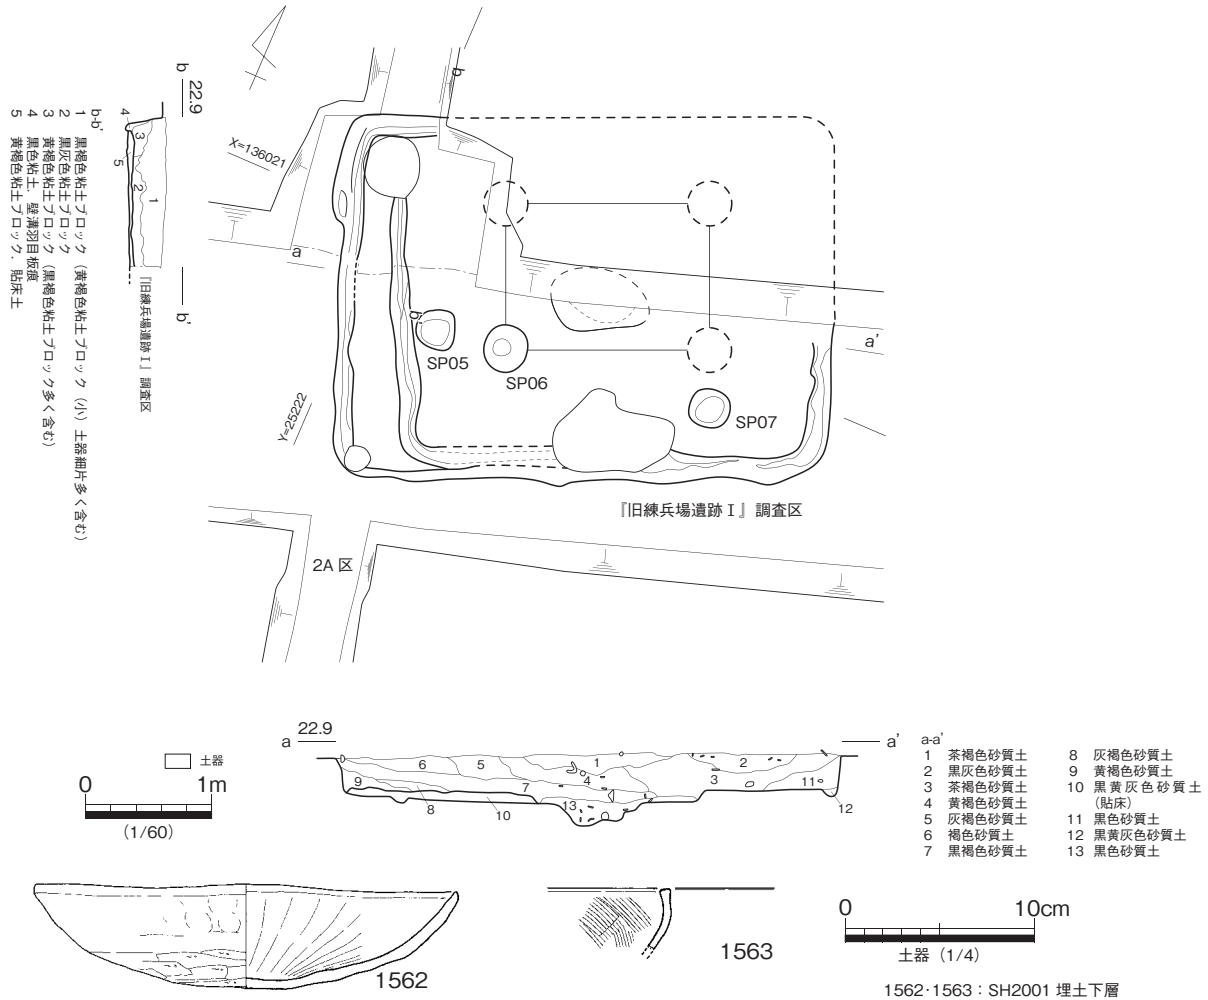 b
22.9
b’
4
3
5
2
1
『旧練兵場遺跡Ⅰ』調査区
b-b’
1 黒褐色粘土ブロック（黄褐色粘土ブロック（小）土器細片多く含む）
2 黒灰色粘土ブロック
3 黄褐色粘土ブロック（黒褐色粘土ブロック多く含む）
4 黒色粘土．壁溝羽目板痕
5 黄褐色粘土ブロック．貼床土
b
X=136021
a
b’
SP05
SP06
a’
SP07
Y=25222
『旧練兵場遺跡Ⅰ』調査区
2A 区
a
22.9
a’
土器
0
1m
（1/60）
6
5
1
2
9
8
7
4
3
11
10
13
12
a-a’
1 茶褐色砂質土
2 黒灰色砂質土
3 茶褐色砂質土
4 黄褐色砂質土
5 灰褐色砂質土
6 褐色砂質土
7 黒褐色砂質土
8 灰褐色砂質土
9 黄褐色砂質土
10 黒黄灰色砂質土
（貼床）
11 黒色砂質土
12 黒黄灰色砂質土
13 黒色砂質土
1562
1563
0
10cm
土器（1/4）
1562･1563：SH2001 埋土下層